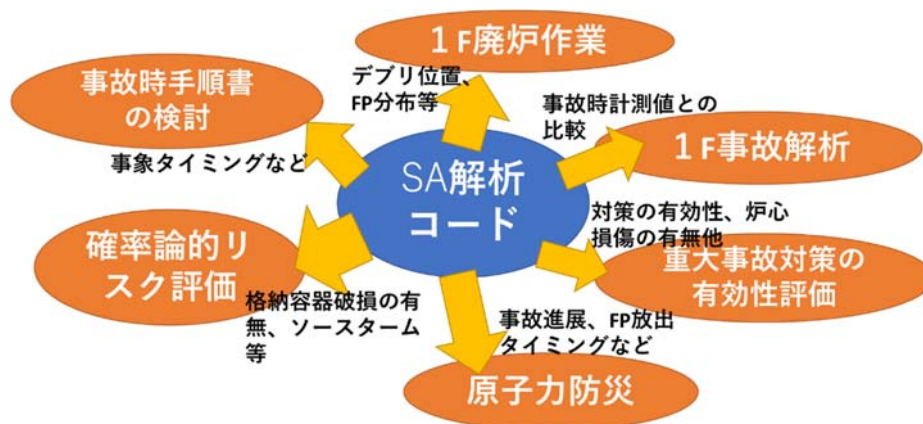 1F廃炉作業
デブリ位置、
FP分布等
事故時手順書
の検討
事象タイミングなど
事故時計測値との
比較
1F事故解析
SA解析
コード
対策の有効性、炉心
損傷の有無他
重大事故対策の
有効性評価
確率論的リ
スク評価
格納容器破損の有
無、ソースターム
等
事故進展、FP放出
タイミングなど
原子力防災